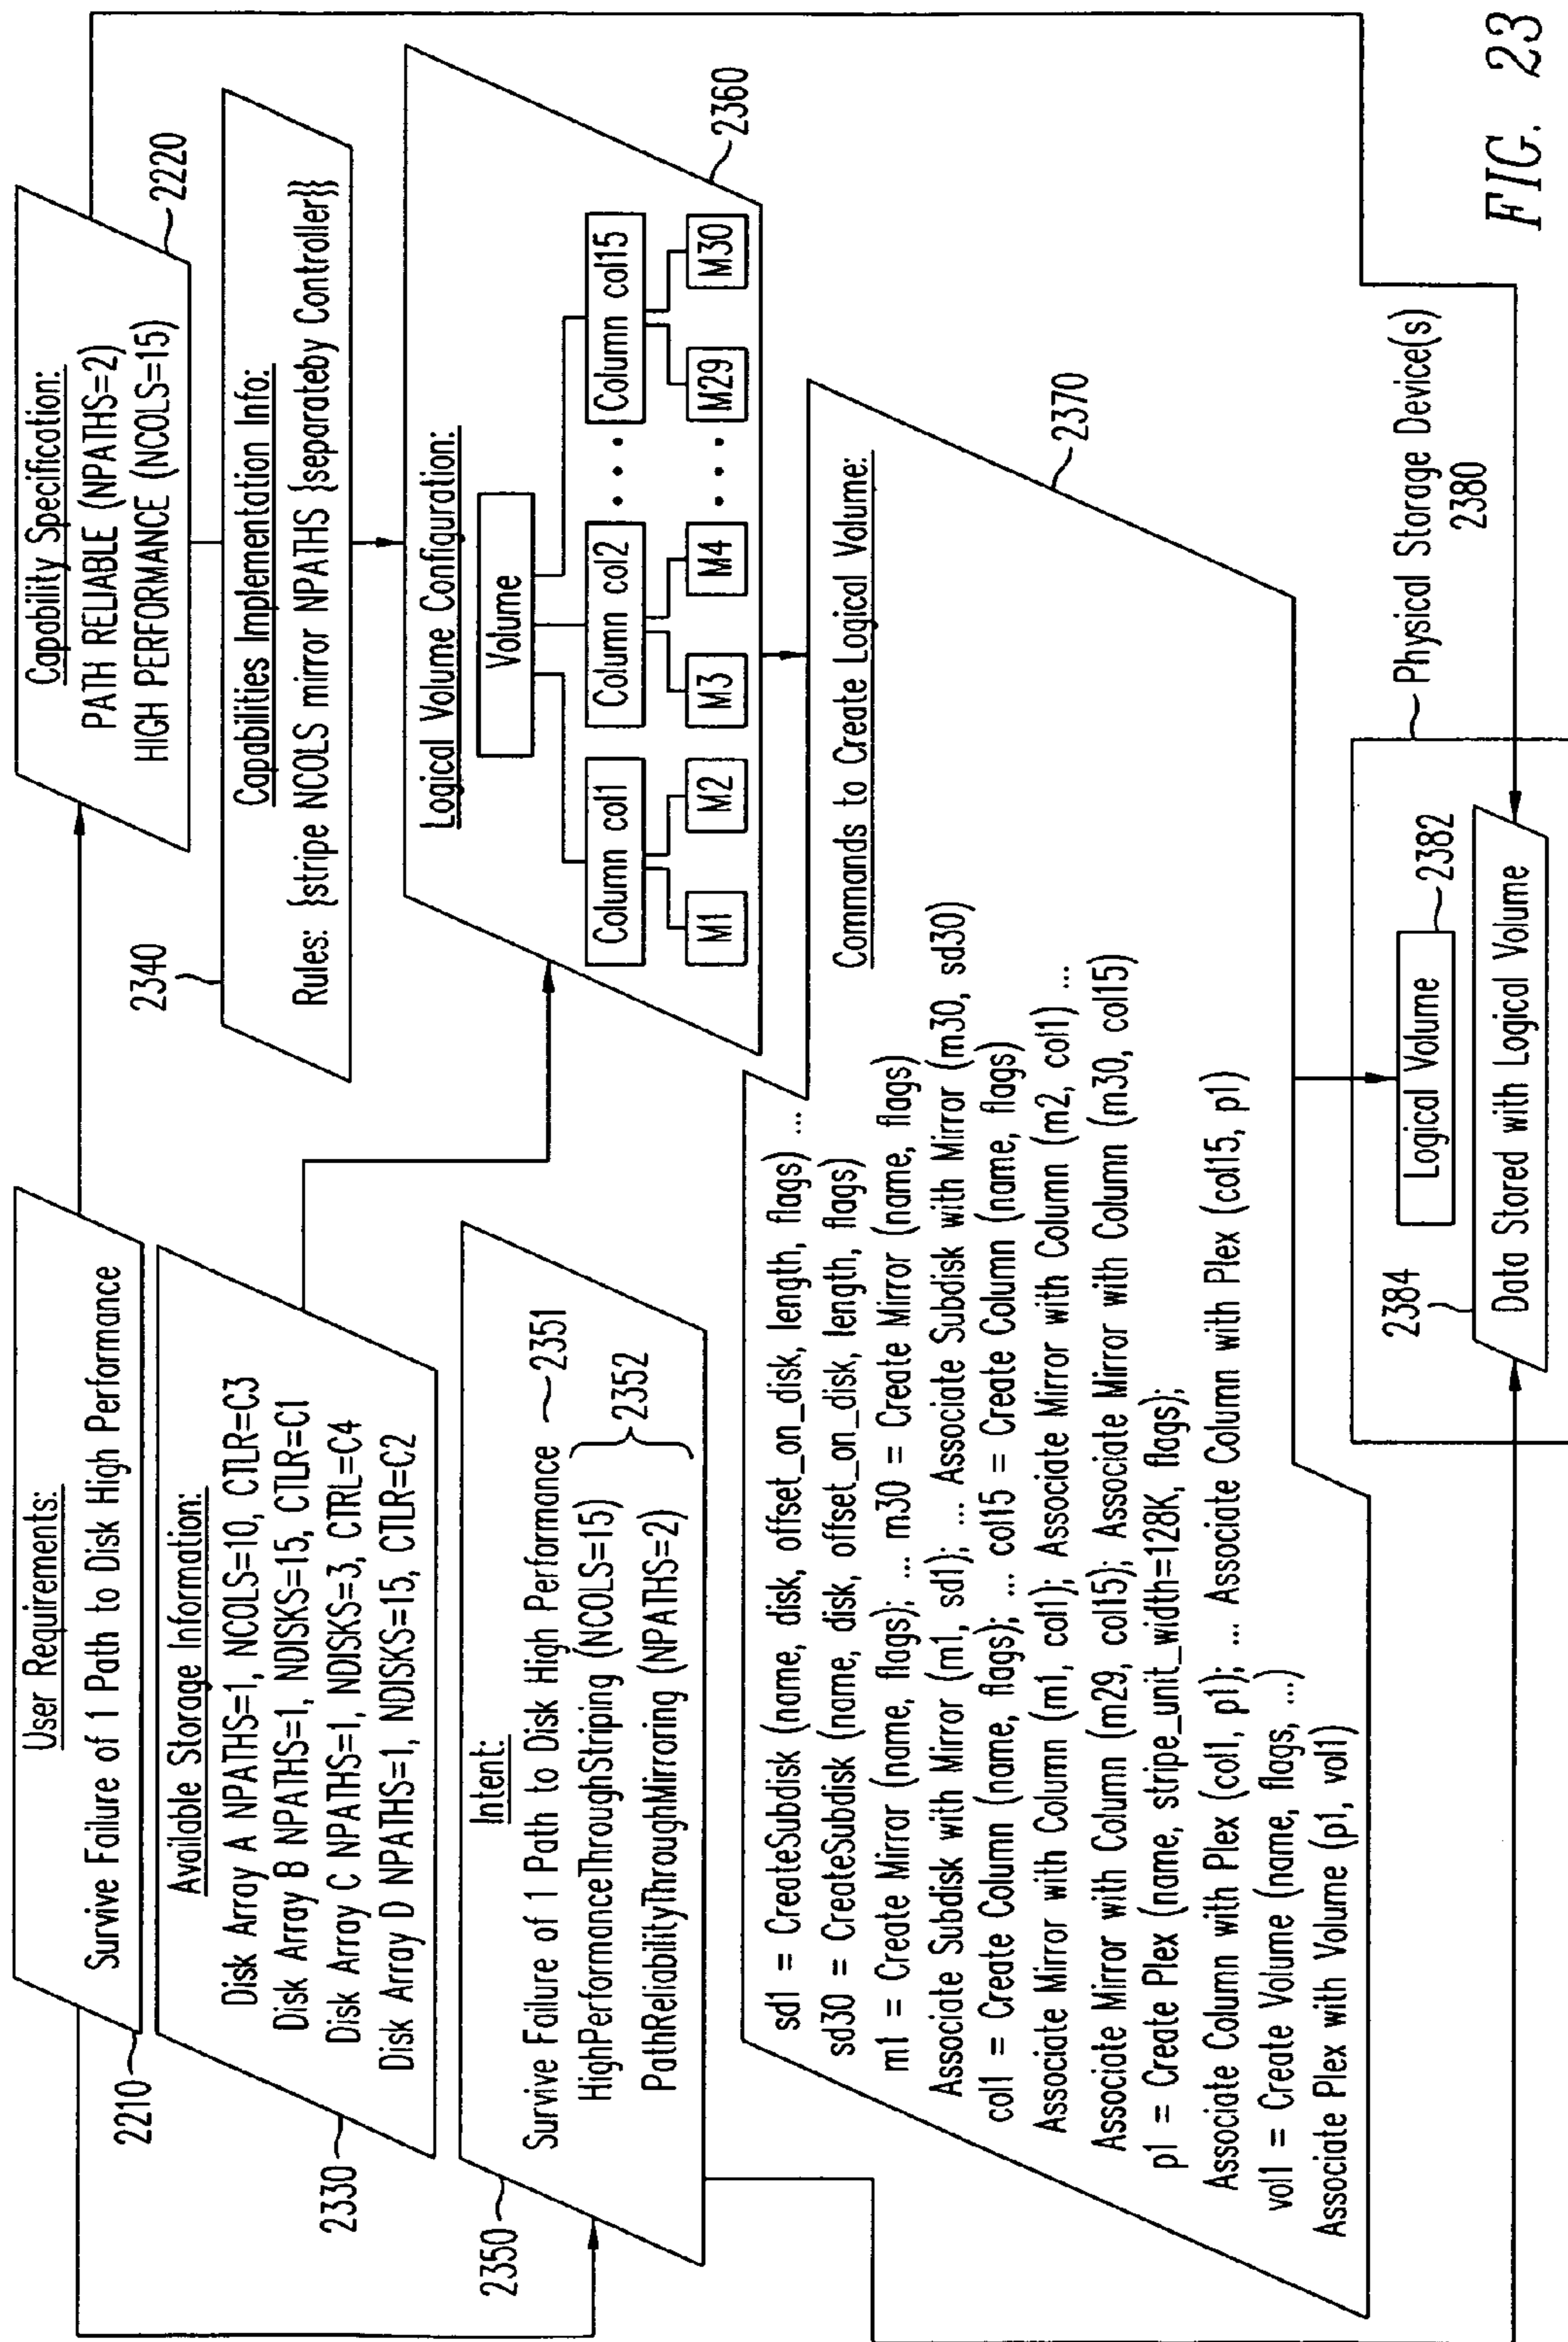 User Requirements:
Survive Failure of 1 Path to Disk High Performance
2210
Available Storage Information:
Disk Array A NPATHS=1, NCOLS=10, CTLR=C3
Disk Array B NPATHS=1, NDISKS=15, CTLR=C1
Disk Array C NPATHS=1, NDISKS=3, CTRL=C4
Disk Array D NPATHS=1, NDISKS=15, CTLR=C2
2330
Intent:
Survive Failure of 1 Path to Disk High Performance
2351
HighPerformanceThroughStriping (NCOLS=15)
PathReliabilityThroughMirroring (NPATHS=2)
2352
2350
Capability Specification:
PATH RELIABLE (NPATHS=2)
HIGH PERFORMANCE (NCOLS=15)
2220
2340
Capabilities Implementation Info:
Rules: {stripe NCOLS mirror NPATHS {separateby Controller}}
Logical Volume Configuration:
2360
Volume
Column col1
Column col2
• • •
Column col15
M1
M2
M3
M4
• • •
M29
M30
Commands to Create Logical Volume:
2370
sd1 = CreateSubdisk (name, disk, offset_on_disk, length, flags) ...
sd30 = CreateSubdisk (name, disk, offset_on_disk, length, flags)
m1 = Create Mirror (name, flags); ... m30 = Create Mirror (name, flags)
Associate Subdisk with Mirror (m1, sd1); ... Associate Subdisk with Mirror (m30, sd30)
col1 = Create Column (name, flags); ... col15 = Create Column (name, flags)
Associate Mirror with Column (m1, col1); Associate Mirror with Column (m2, col1) ...
Associate Mirror with Column (m29, col15); Associate Mirror with Column (m30, col15)
p1 = Create Plex (name, stripe_unit_width=128K, flags);
Associate Column with Plex (col1, p1); ... Associate Column with Plex (col15, p1)
vol1 = Create Volume (name, flags, ...)
Associate Plex with Volume (p1, vol1)
Physical Storage Device(s)
2380
Logical Volume
2382
2384
Data Stored with Logical Volume
FIG. 23